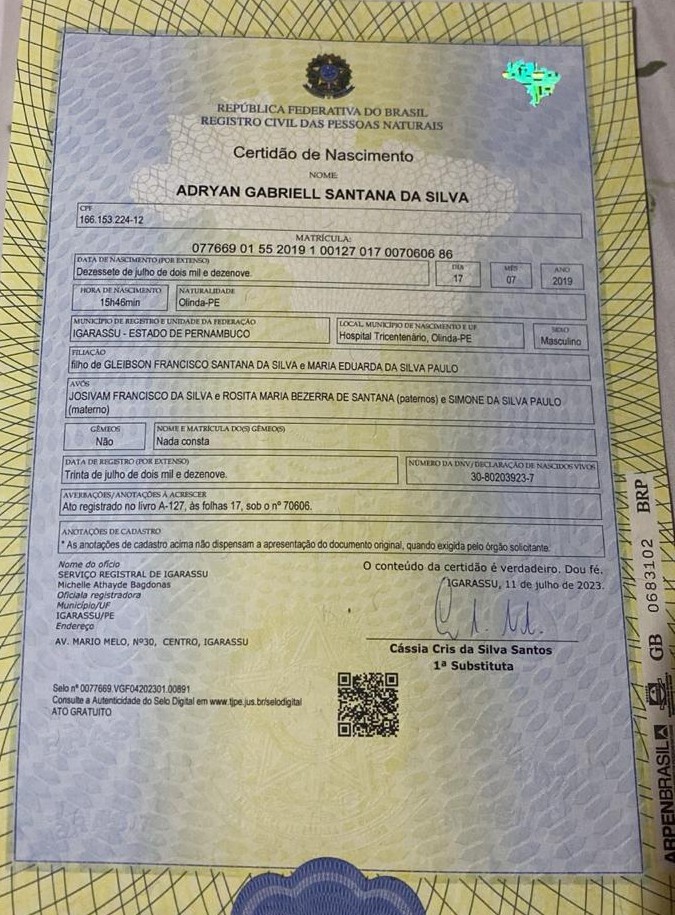 REPÚBLICA FEDERATIVA DO BRASIL
REGISTRO CIVIL DAS PESSOAS NATURAIS
Certidão de Nascimento
NOME
ADRYAN GABRIELL SANTANA DA SILVA
CPF
166.153.224-12
MATRÍCULA:
077669 01 55 2019 1 00127 017 0070606 86
DATA DE NASCIMENTO (POR EXTENSO)
Dezessete de julho de dois mil e dezenove.
DIA
17
MÊS
07
ANO
2019
HORA DE NASCIMENTO
15h46min
NATURALIDADE
Olinda-PE
MUNICÍPIO DE REGISTRO E UNIDADE DA FEDERAÇÃO
IGARASSU - ESTADO DE PERNAMBUCO
LOCAL, MUNICÍPIO DE NASCIMENTO E UF
Hospital Tricentenário, Olinda-PE
SEXO
Masculino
FILIAÇÃO
filho de GLEIBSON FRANCISCO SANTANA DA SILVA e MARIA EDUARDA DA SILVA PAULO
AVÓS
JOSIVAM FRANCISCO DA SILVA e ROSITA MARIA BEZERRA DE SANTANA (paternos) e SIMONE DA SILVA PAULO
(materno)
GÊMEOS
Não
NOME E MATRÍCULA DO(S) GÊMEO(S)
Nada consta
DATA DE REGISTRO (POR EXTENSO)
Trinta de julho de dois mil e dezenove.
NÚMERO DA DNV/DECLARAÇÃO DE NASCIDOS VIVOS
30-80203923-7
AVERBAÇÕES/ANOTAÇÕES À ACRESCER
Ato registrado no livro A-127, às folhas 17, sob o nº 70606.
ANOTAÇÕES DE CADASTRO
* As anotações de cadastro acima não dispensam a apresentação do documento original, quando exigida pelo órgão solicitante.
Nome do ofício
SERVIÇO REGISTRAL DE IGARASSU
Michelle Athayde Bagdonas
Oficiala registradora
Município/UF
IGARASSU/PE
Endereço
AV. MARIO MELO, Nº30, CENTRO, IGARASSU
O conteúdo da certidão é verdadeiro. Dou fé.
IGARASSU, 11 de julho de 2023.
Cássia Cris da Silva Santos
1ª Substituta
Selo nº 0077669.VGF04202301.00891
Consulte a Autenticidade do Selo Digital em www.tjpe.jus.br/selodigital
ATO GRATUITO
ARPENBRASIL
GB 0683102 BRP